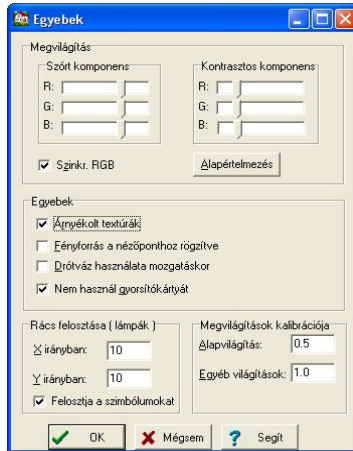 Egyebek
Megvilágítás
Szórt komponens
Kontrasztos komponens
R:
R:
G:
G:
B:
B:
Szinkr. RGB
Alapértelmezés
Egyebek
Árnyékolt textúrák
Fényforrás a nézőponthoz rögzítve
Drótváz használata mozgatáskor
Nem használ gyorsítókártyát
Rács felosztása ( lámpák )
Megvilágítások kalibrációja
X irányban: 10
Alapvilágítás: 0.5
Y irányban: 10
Egyéb világítások: 1.0
Felosztja a szimbólumokat
OK
Mégsem
Segít